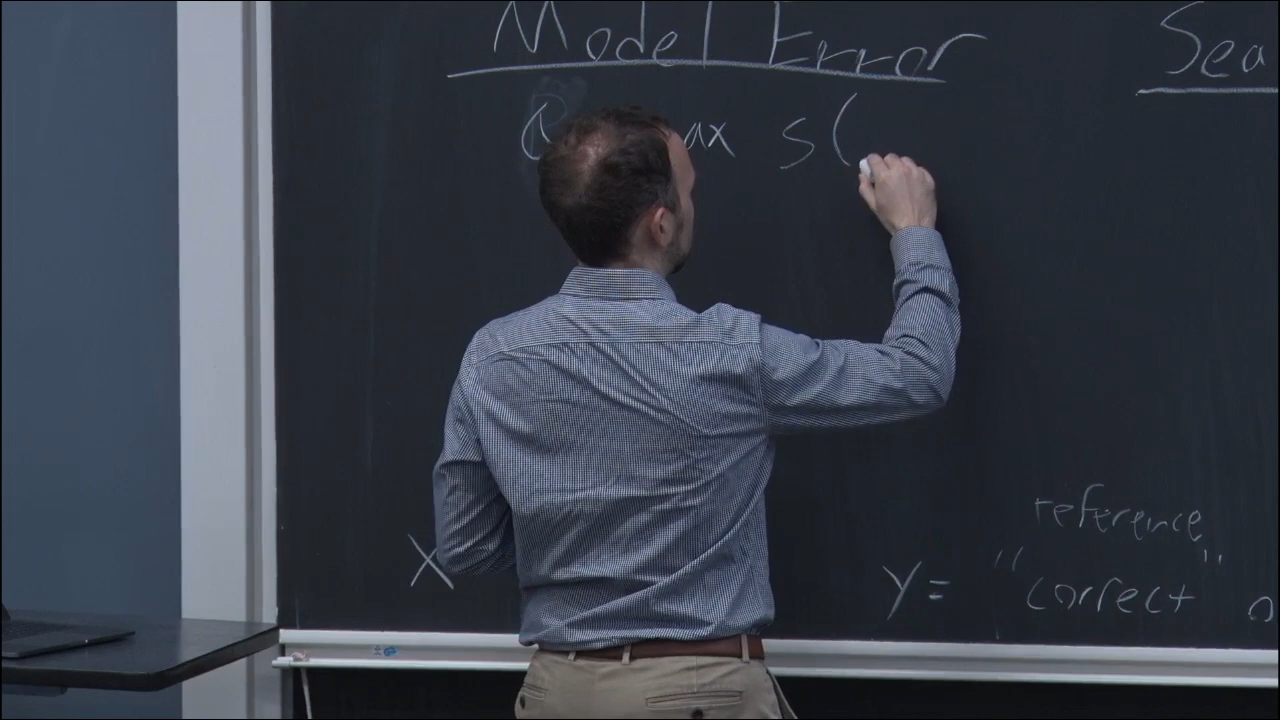 Model Error
Sea
ax s(
reference
X
y = "correct" o